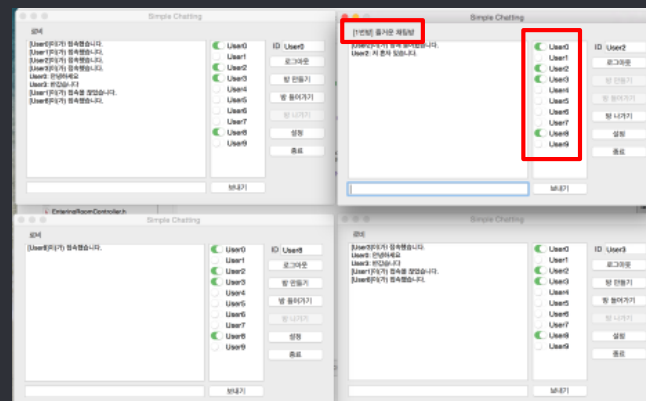 Simple Chatting
로비
[User0]이(가) 접속했습니다.
[User1]이(가) 접속했습니다.
[User2]이(가) 접속했습니다.
[User3]이(가) 접속했습니다.
User3: 안녕하세요
User3: 반갑습니다
[User1]이(가) 접속을 끊었습니다.
[User8]이(가) 접속했습니다.
User0
User1
User2
User3
User4
User5
User6
User7
User8
User9
ID User0
로그아웃
방 만들기
방 들어가기
방 나가기
설정
종료
보내기
Simple Chatting
[1번방] 즐거운 채팅방
User2: 저 혼자 있습니다.
User0
User1
User2
User3
User4
User5
User6
User7
User8
User9
ID User2
로그아웃
방 만들기
방 들어가기
방 나가기
설정
종료
보내기
EnteringRoomController.h
Simple Chatting
로비
[User8]이(가) 접속했습니다.
User0
User1
User2
User3
User4
User5
User6
User7
User8
User9
ID User8
로그아웃
방 만들기
방 들어가기
방 나가기
설정
종료
보내기
Simple Chatting
로비
[User3]이(가) 접속했습니다.
User3: 안녕하세요
User3: 반갑습니다
[User1]이(가) 접속을 끊었습니다.
[User8]이(가) 접속했습니다.
User0
User1
User2
User3
User4
User5
User6
User7
User8
User9
ID User3
로그아웃
방 만들기
방 들어가기
방 나가기
설정
종료
보내기